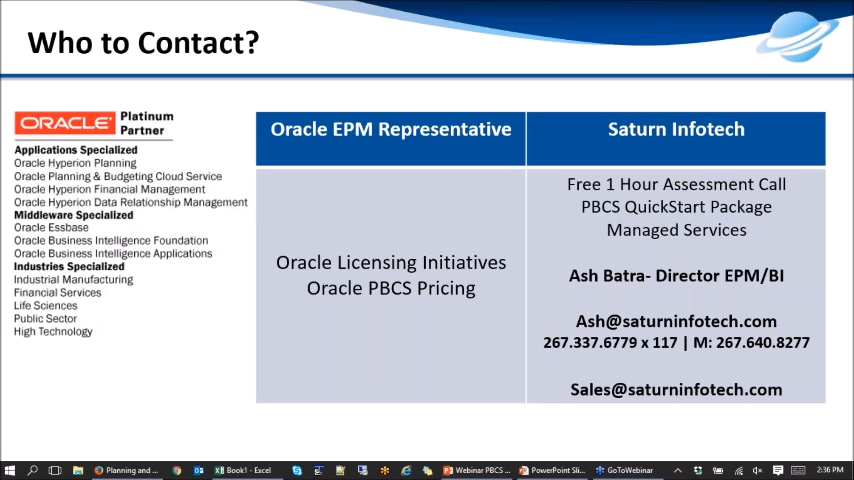 Who to Contact?
ORACLE Platinum Partner
Applications Specialized
Oracle Hyperion Planning
Oracle Planning & Budgeting Cloud Service
Oracle Hyperion Financial Management
Oracle Hyperion Data Relationship Management
Middleware Specialized
Oracle Essbase
Oracle Business Intelligence Foundation
Oracle Business Intelligence Applications
Industries Specialized
Industrial Manufacturing
Financial Services
Life Sciences
Public Sector
High Technology
Oracle EPM Representative
Oracle Licensing Initiatives
Oracle PBCS Pricing
Saturn Infotech
Free 1 Hour Assessment Call
PBCS QuickStart Package
Managed Services
Ash Batra- Director EPM/BI
Ash@saturninfotech.com
267.337.6779 x 117 | M: 267.640.8277
Sales@saturninfotech.com
Planning and ... Book1 - Excel Webinar PBCS ... PowerPoint Sli... GoToWebinar 2:36 PM